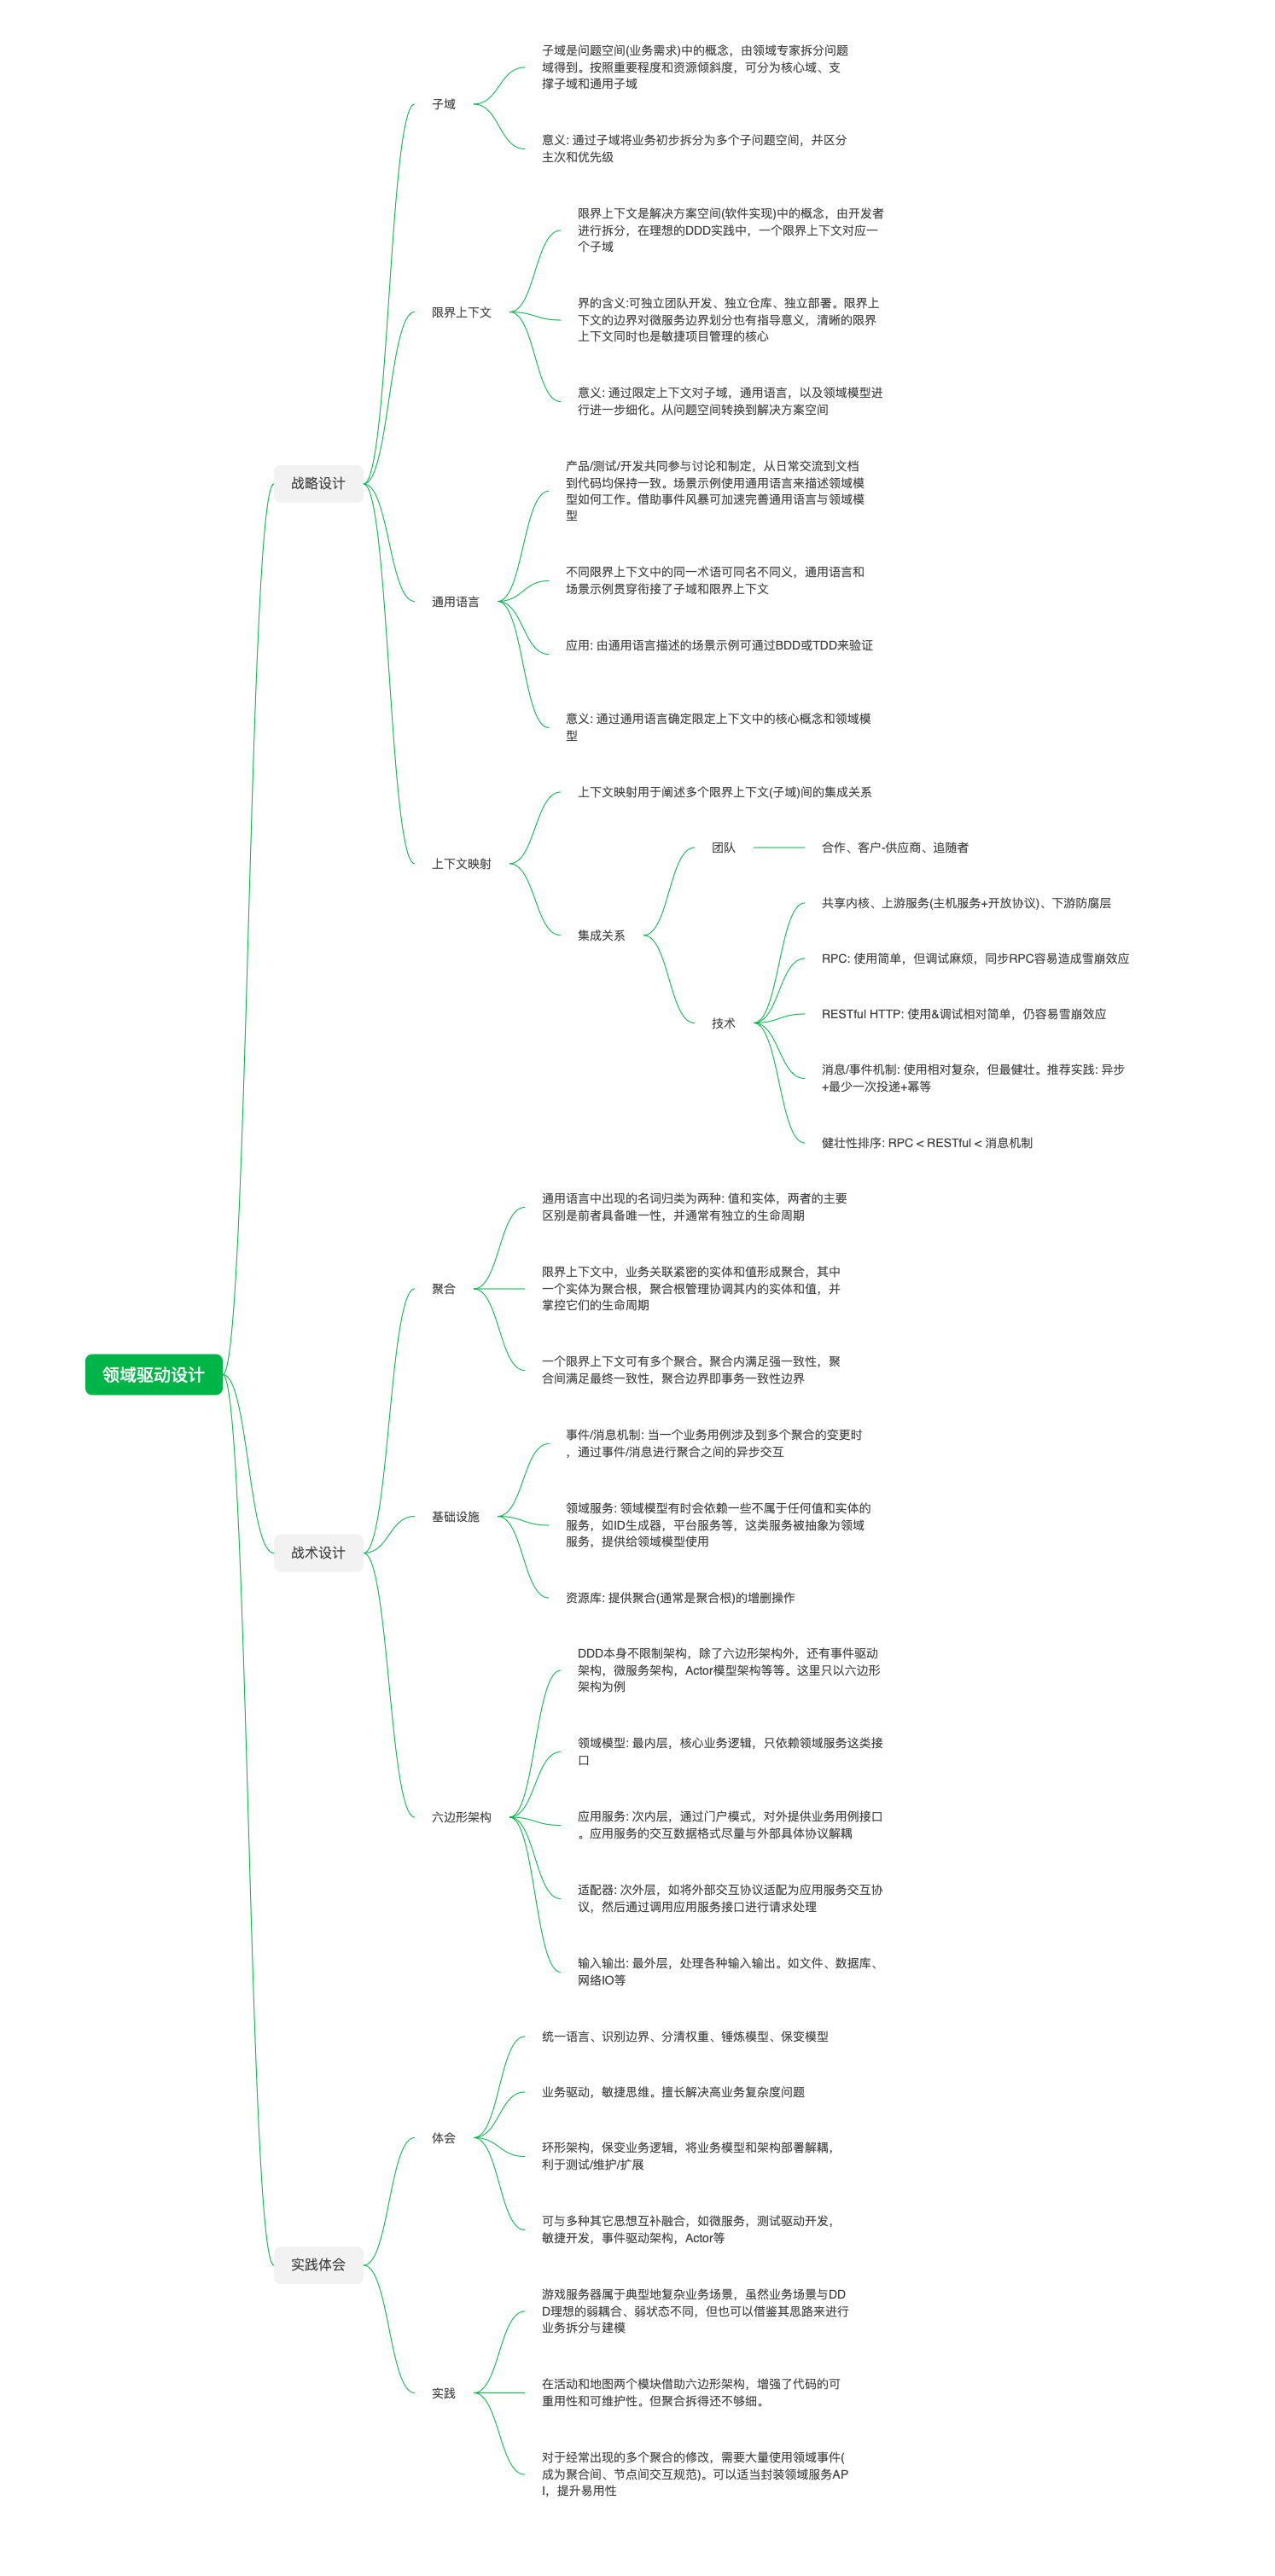 领域驱动设计
战略设计
子域
子域是问题空间(业务需求)中的概念，由领域专家拆分问题
域得到。按照重要程度和资源倾斜度，可分为核心域、支
撑子域和通用子域
意义: 通过子域将业务初步拆分为多个子问题空间，并区分
主次和优先级
限界上下文
限界上下文是解决方案空间(软件实现)中的概念，由开发者
进行拆分，在理想的DDD实践中，一个限界上下文对应一
个子域
界的含义:可独立团队开发、独立仓库、独立部署。限界上
下文的边界对微服务边界划分也有指导意义，清晰的限界
上下文同时也是敏捷项目管理的核心
意义: 通过限定上下文对子域，通用语言，以及领域模型进
行进一步细化。从问题空间转换到解决方案空间
通用语言
产品/测试/开发共同参与讨论和制定，从日常交流到文档
到代码均保持一致。场景示例使用通用语言来描述领域模
型如何工作。借助事件风暴可加速完善通用语言与领域模
型
不同限界上下文中的同一术语可同名不同义，通用语言和
场景示例贯穿衔接了子域和限界上下文
应用: 由通用语言描述的场景示例可通过BDD或TDD来验证
意义: 通过通用语言确定限定上下文中的核心概念和领域模
型
上下文映射
上下文映射用于阐述多个限界上下文(子域)间的集成关系
集成关系
团队
合作、客户-供应商、追随者
技术
共享内核、上游服务(主机服务+开放协议)、下游防腐层
RPC: 使用简单，但调试麻烦，同步RPC容易造成雪崩效应
RESTful HTTP: 使用&调试相对简单，仍容易雪崩效应
消息/事件机制: 使用相对复杂，但最健壮。推荐实践: 异步
+最少一次投递+幂等
健壮性排序: RPC < RESTful < 消息机制
战术设计
聚合
通用语言中出现的名词归类为两种: 值和实体，两者的主要
区别是前者具备唯一性，并通常有独立的生命周期
限界上下文中，业务关联紧密的实体和值形成聚合，其中
一个实体为聚合根，聚合根管理协调其内的实体和值，并
掌控它们的生命周期
一个限界上下文可有多个聚合。聚合内满足强一致性，聚
合间满足最终一致性，聚合边界即事务一致性边界
基础设施
事件/消息机制: 当一个业务用例涉及到多个聚合的变更时
，通过事件/消息进行聚合之间的异步交互
领域服务: 领域模型有时会依赖一些不属于任何值和实体的
服务，如ID生成器，平台服务等，这类服务被抽象为领域
服务，提供给领域模型使用
资源库: 提供聚合(通常是聚合根)的增删操作
六边形架构
DDD本身不限制架构，除了六边形架构外，还有事件驱动
架构，微服务架构，Actor模型架构等等。这里只以六边形
架构为例
领域模型: 最内层，核心业务逻辑，只依赖领域服务这类接
口
应用服务: 次内层，通过门户模式，对外提供业务用例接口
。应用服务的交互数据格式尽量与外部具体协议解耦
适配器: 次外层，如将外部交互协议适配为应用服务交互协
议，然后通过调用应用服务接口进行请求处理
输入输出: 最外层，处理各种输入输出。如文件、数据库、
网络IO等
实践体会
体会
统一语言、识别边界、分清权重、锤炼模型、保变模型
业务驱动，敏捷思维。擅长解决高业务复杂度问题
环形架构，保变业务逻辑，将业务模型和架构部署解耦，
利于测试/维护/扩展
可与多种其它思想互补融合，如微服务，测试驱动开发，
敏捷开发，事件驱动架构，Actor等
实践
游戏服务器属于典型地复杂业务场景，虽然业务场景与DD
D理想的弱耦合、弱状态不同，但也可以借鉴其思路来进行
业务拆分与建模
在活动和地图两个模块借助六边形架构，增强了代码的可
重用性和可维护性。但聚合拆得还不够细。
对于经常出现的多个聚合的修改，需要大量使用领域事件(
成为聚合间、节点间交互规范)。可以适当封装领域服务AP
I，提升易用性